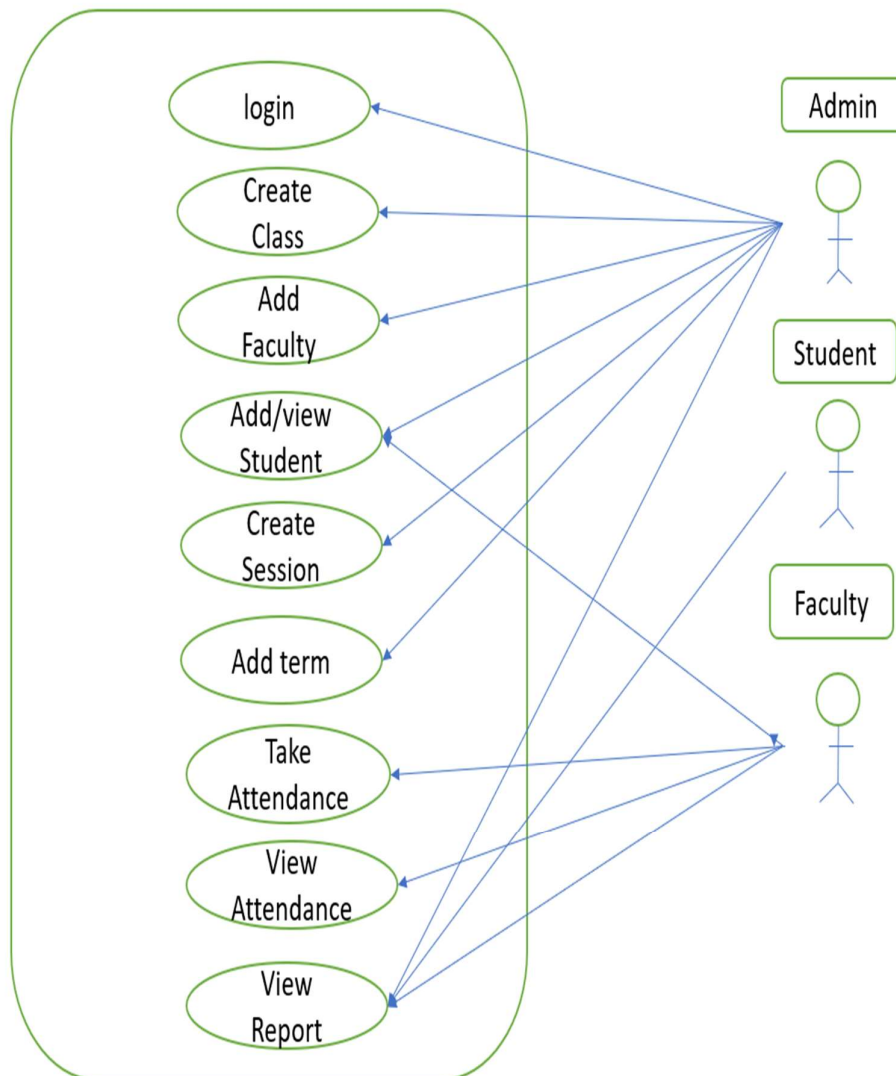 login
Create
Class
Add
Faculty
Add/view
Student
Create
Session
Add term
Take
Attendance
View
Attendance
View
Report
Admin
Student
Faculty